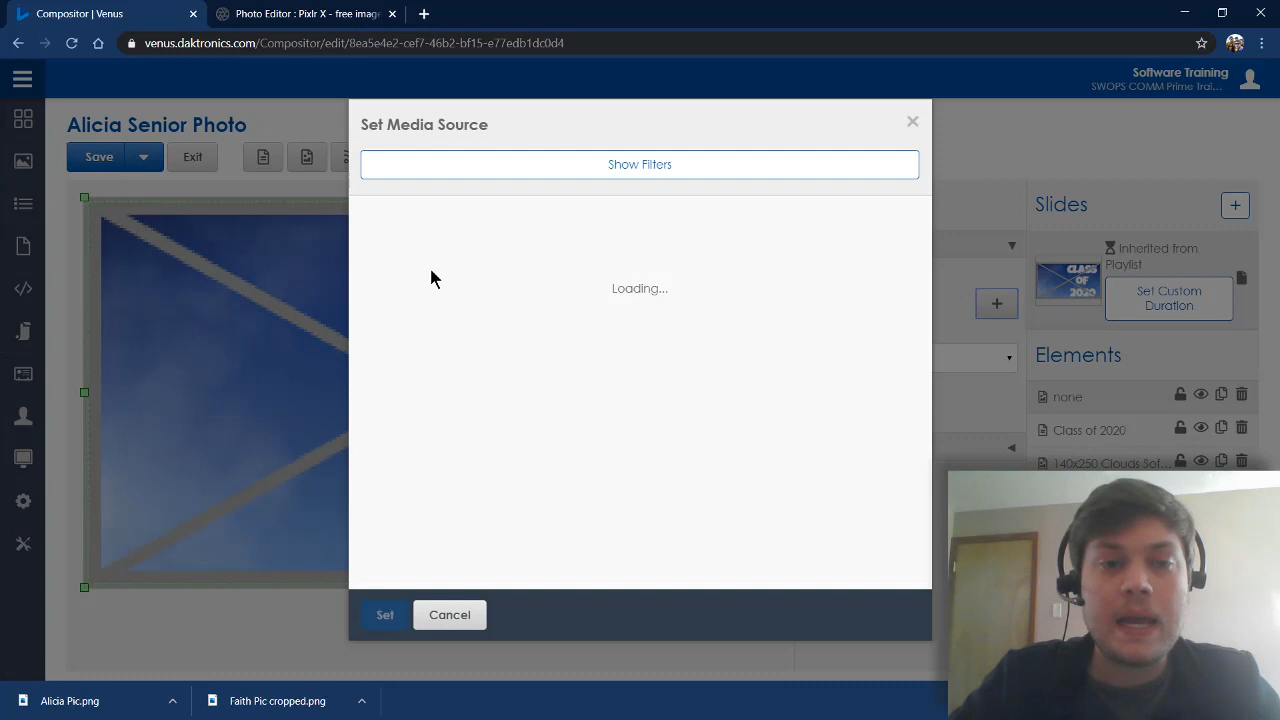 Compositor | Venus
Photo Editor : Pixlr X - free imag
venus.daktronics.com/Compositor/edit/8ea5e4e2-cef7-46b2-bf15-e77edb1dc0d4
Software Training
SWOPS COMM Prime Trai...
Alicia Senior Photo
Save
Exit
Set Media Source
Show Filters
Loading...
Set
Cancel
Slides
Inherited from
Playlist
CLASS
OF
2020
Set Custom
Duration
Elements
none
Class of 2020
140x250 Clouds Sof...
Alicia Pic.png
Faith Pic cropped.png